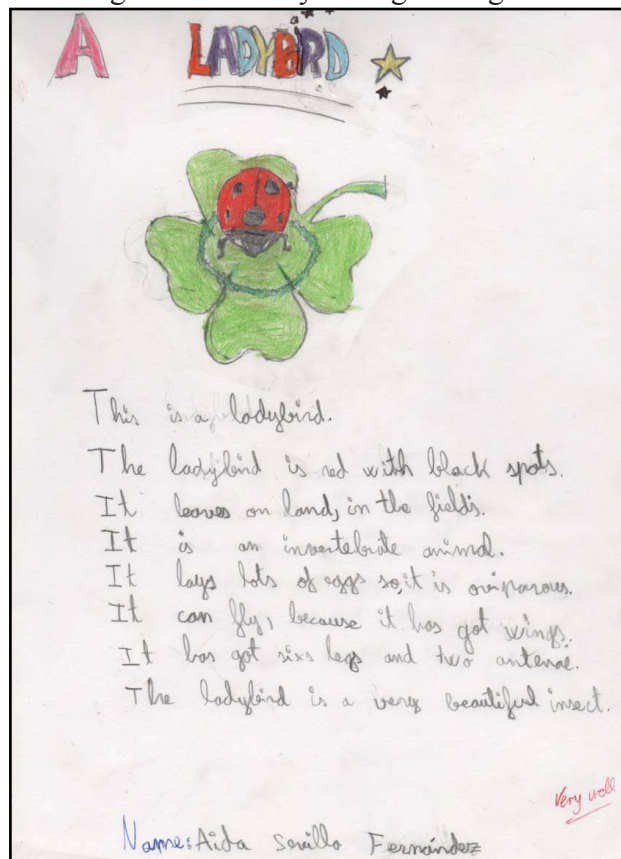 A LADYBIRD
This is a ladybird.
The ladybird is red with black spots.
It leaves on land, in the fields.
It is an invertebrate animal.
It lays lots of eggs so, it is oviparous.
It can fly, because it has got wings.
It has got sixs legs and two antenae.
The ladybird is a very beautiful insect.
Very well
Name: Aida Sevillo Fernández